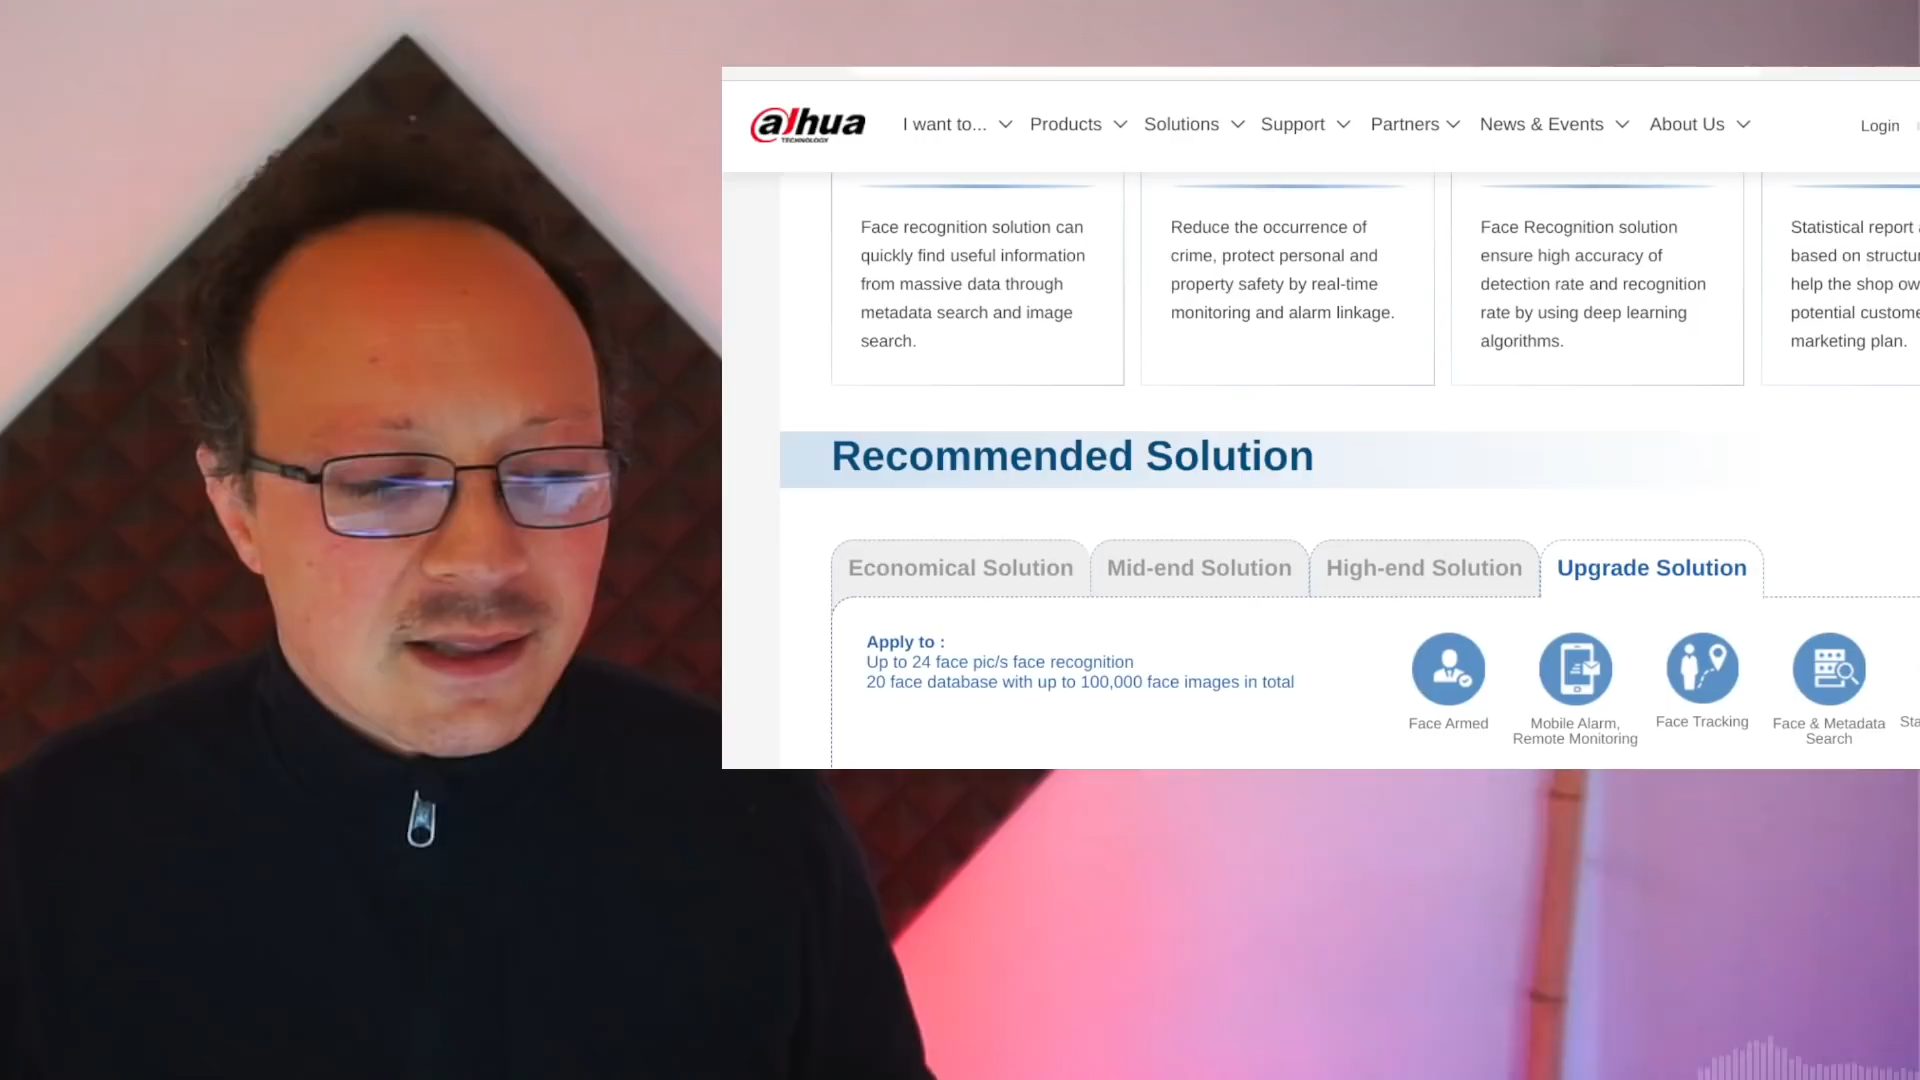 alhua
TECHNOLOGY
I want to... Products Solutions Support Partners News & Events About Us Login
Face recognition solution can
quickly find useful information
from massive data through
metadata search and image
search.
Reduce the occurrence of
crime, protect personal and
property safety by real-time
monitoring and alarm linkage.
Face Recognition solution
ensure high accuracy of
detection rate and recognition
rate by using deep learning
algorithms.
Statistical report
based on
help the shop
potential
marketing plan.
Recommended Solution
Economical Solution
Mid-end Solution
High-end Solution
Upgrade Solution
Apply to :
Up to 24 face pic/s face recognition
20 face database with up to 100,000 face images in total
Face Armed
Mobile Alarm,
Remote Monitoring
Face Tracking
Face & Metadata
Search